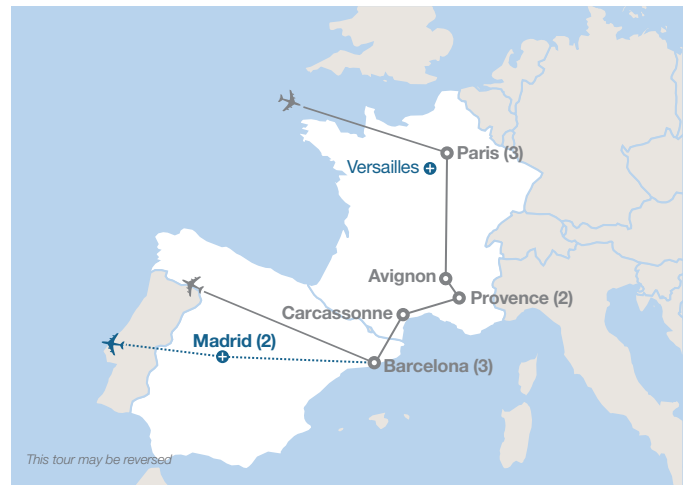 Paris (3)
Versailles
Avignon
Provence (2)
Carcassonne
Madrid (2)
Barcelona (3)
This tour may be reversed